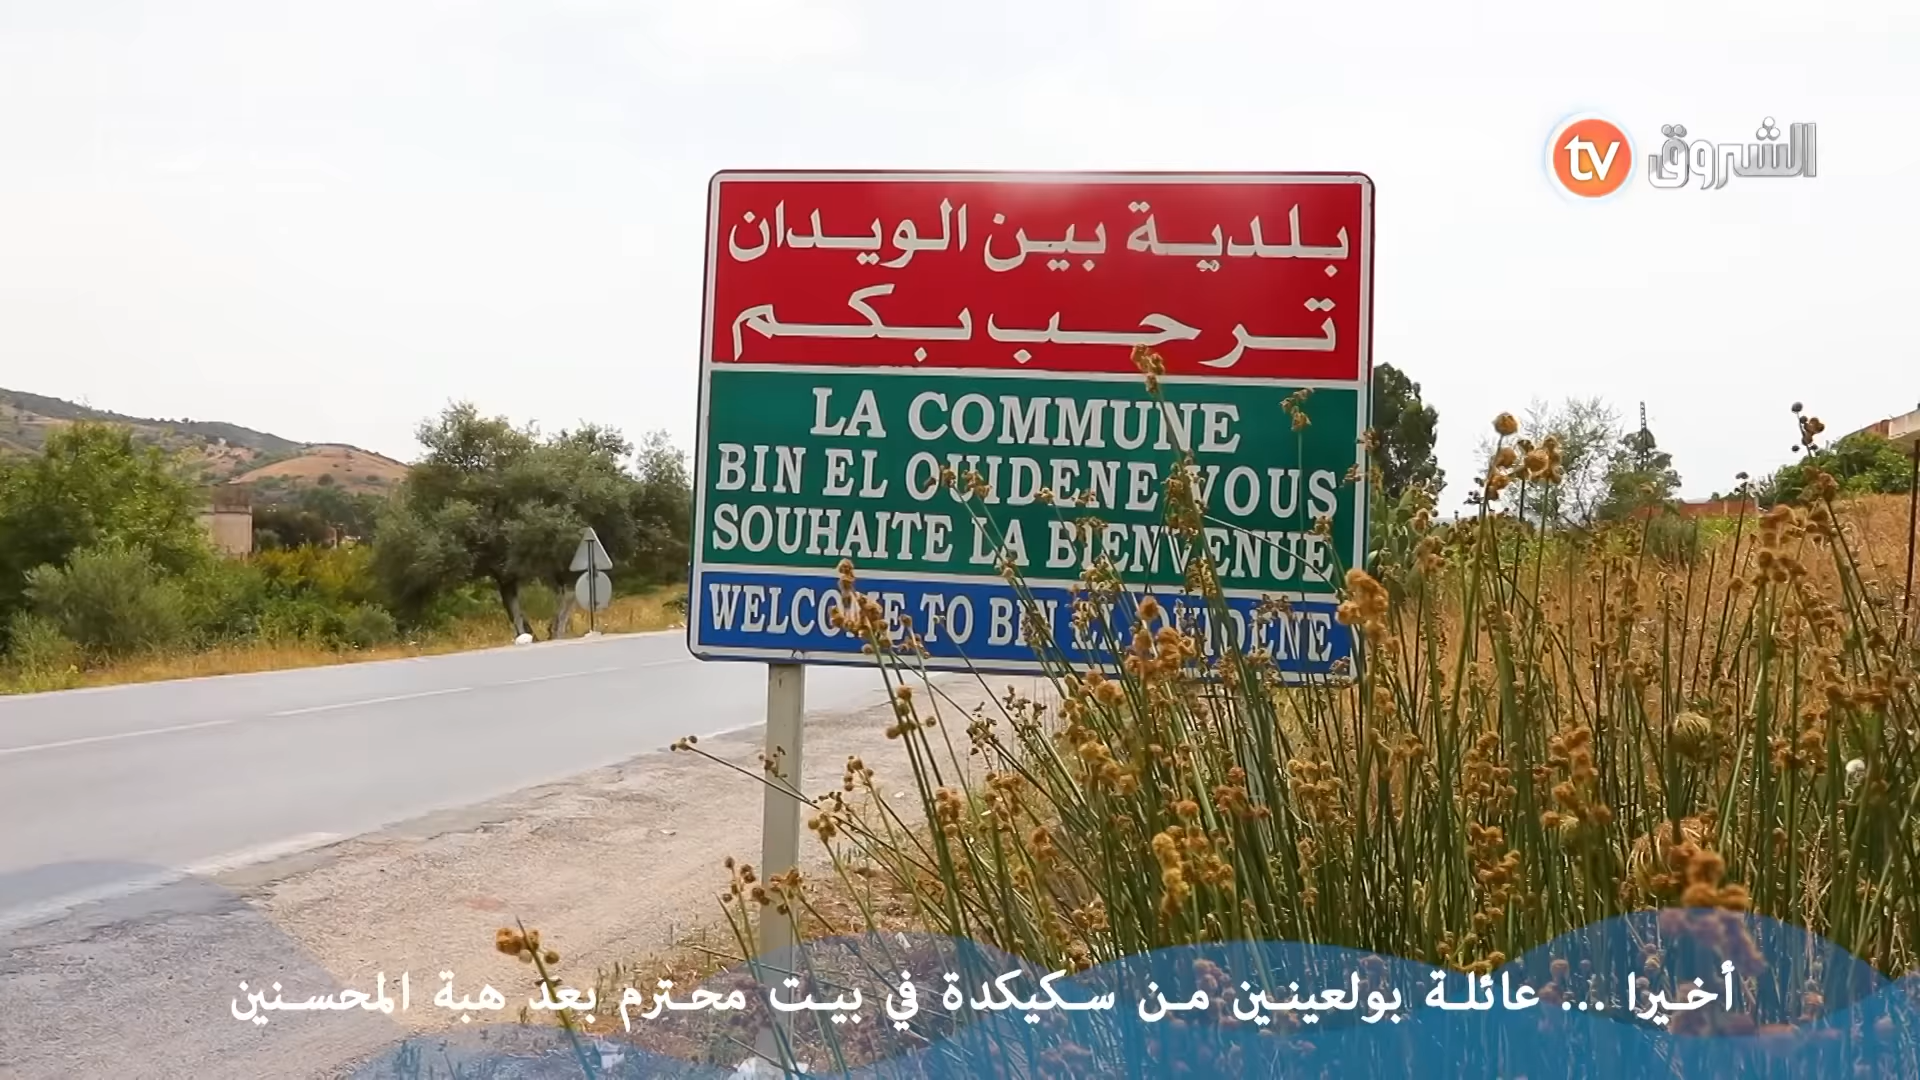 الشروق tv
بلدية بين الويدان
ترحب بكم
LA COMMUNE
BIN EL OUIDENE VOUS
SOUHAITE LA BIENVENUE
WELCOME TO BIN EL OUIDENE
أخيرا ... عائلة بولعينين من سكيكدة في بيت محترم بعد هبة المحسنين